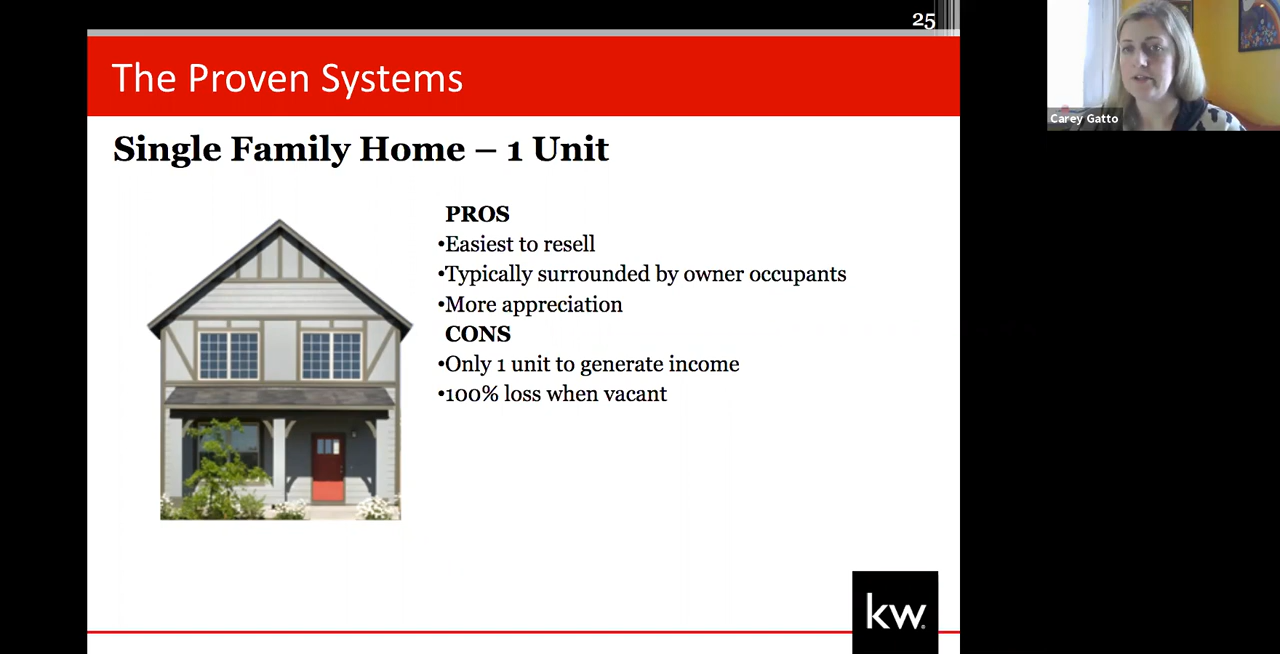 25
The Proven Systems
Single Family Home – 1 Unit
PROS
•Easiest to resell
•Typically surrounded by owner occupants
•More appreciation
CONS
•Only 1 unit to generate income
•100% loss when vacant
kw.
Carey Gatto